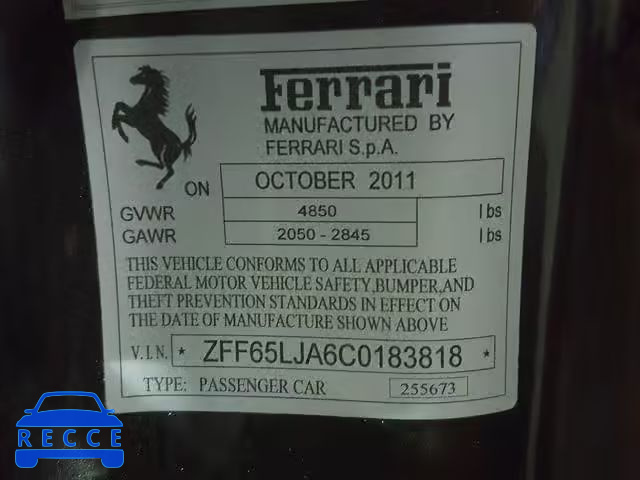 Ferrari
MANUFACTURED BY
FERRARI S.p.A.
ON OCTOBER 2011
GVWR 4850 lbs
GAWR 2050 - 2845 lbs
THIS VEHICLE CONFORMS TO ALL APPLICABLE
FEDERAL MOTOR VEHICLE SAFETY,BUMPER,AND
THEFT PREVENTION STANDARDS IN EFFECT ON
THE DATE OF MANUFACTURE SHOWN ABOVE
V.I.N. * ZFF65LJA6C0183818 *
TYPE: PASSENGER CAR 255673
RECCE